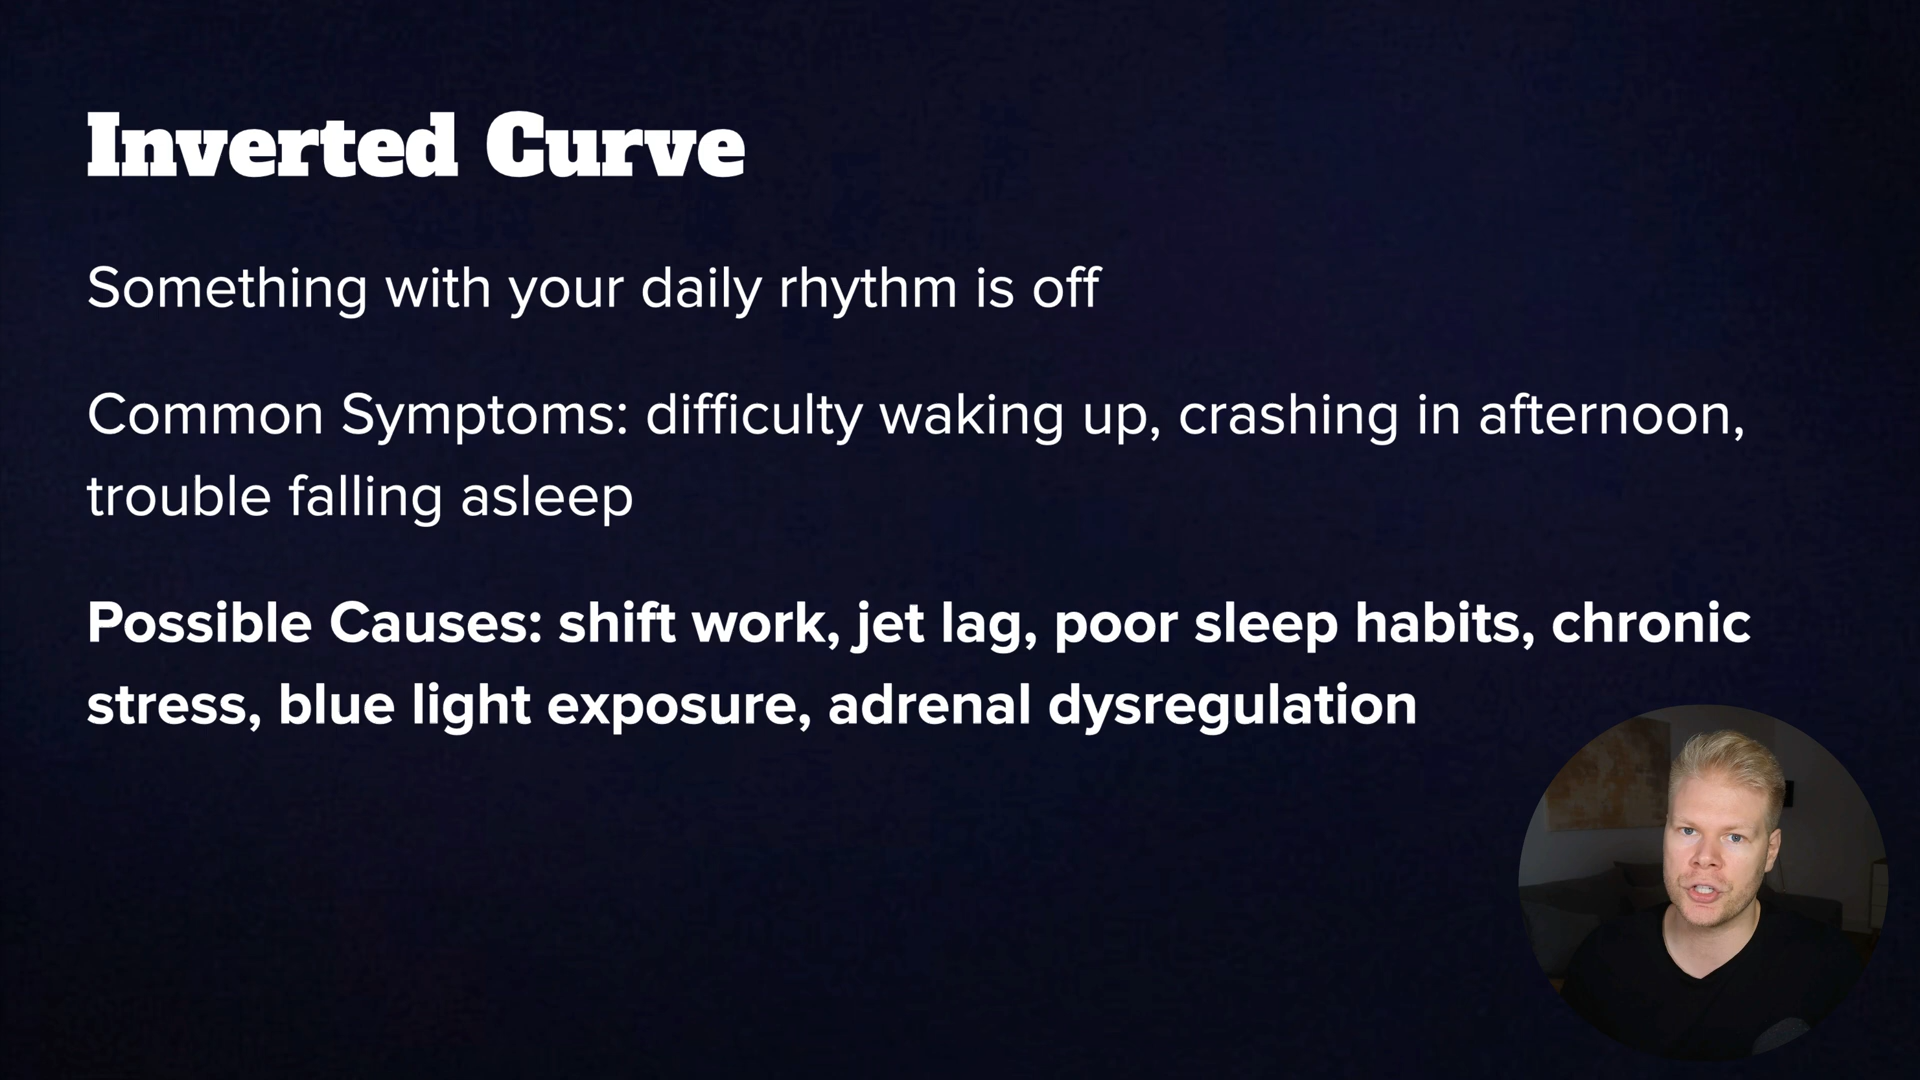 Inverted Curve
Something with your daily rhythm is off
Common Symptoms: difficulty waking up, crashing in afternoon,
trouble falling asleep
Possible Causes: shift work, jet lag, poor sleep habits, chronic
stress, blue light exposure, adrenal dysregulation